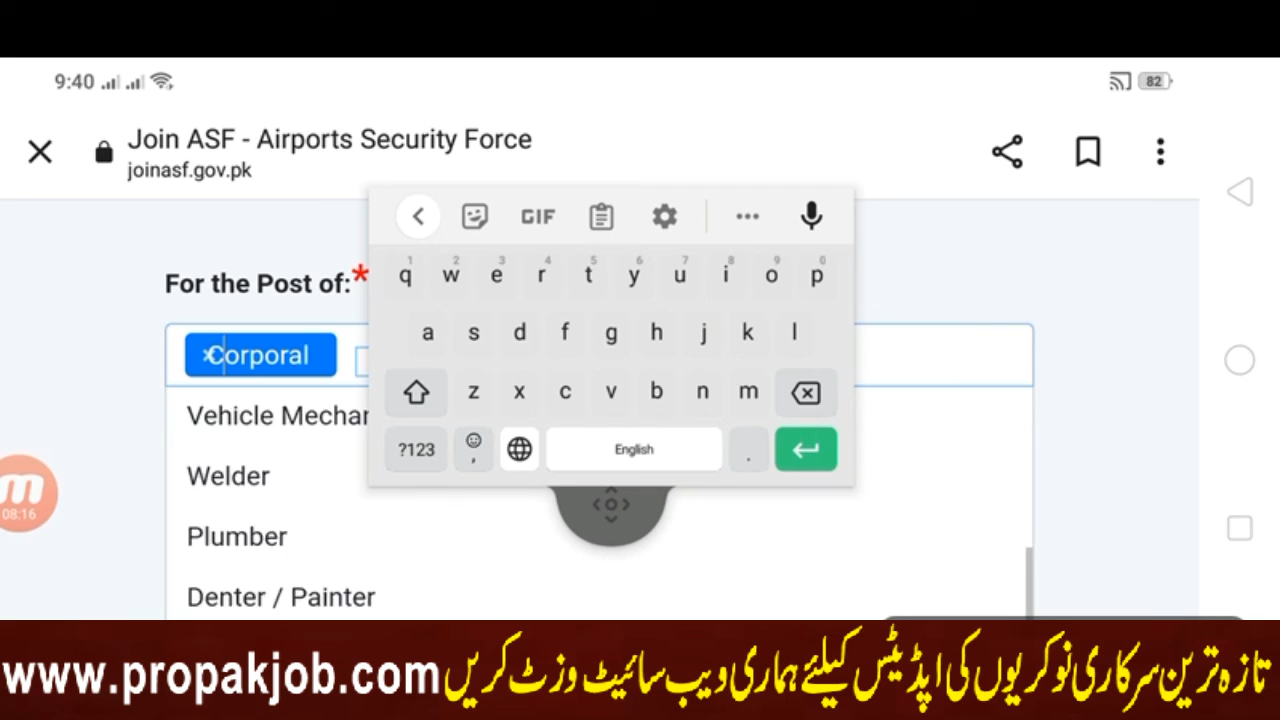 9:40
82
Join ASF - Airports Security Force
joinasf.gov.pk
GIF
For the Post of:*
1 2 3 4 5 6 7 8 9 0
q w e r t y u i o p
a s d f g h j k l
Corporal
z x c v b n m
Vehicle Mechan
?123 , English .
Welder
m
08:16
Plumber
Denter / Painter
www.propakjob.com تازہ ترین سرکاری نوکریوں کی اپڈیٹس کیلئے ہماری ویب سائیٹ وزٹ کریں